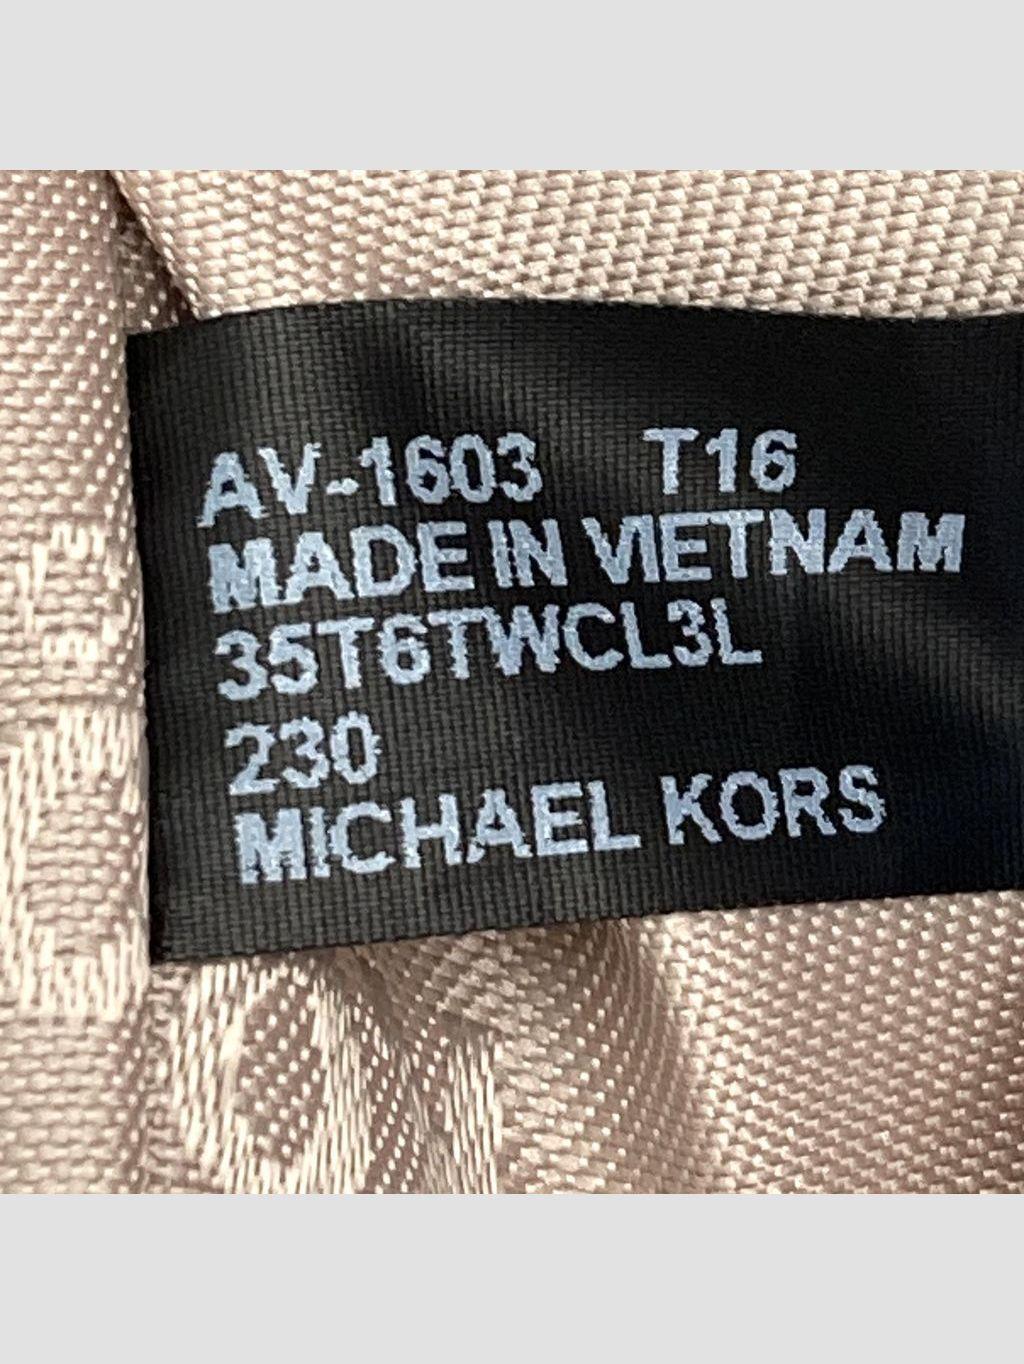 AV-1603 T16
MADE IN VIETNAM
35T6TWCL3L
230
MICHAEL KORS